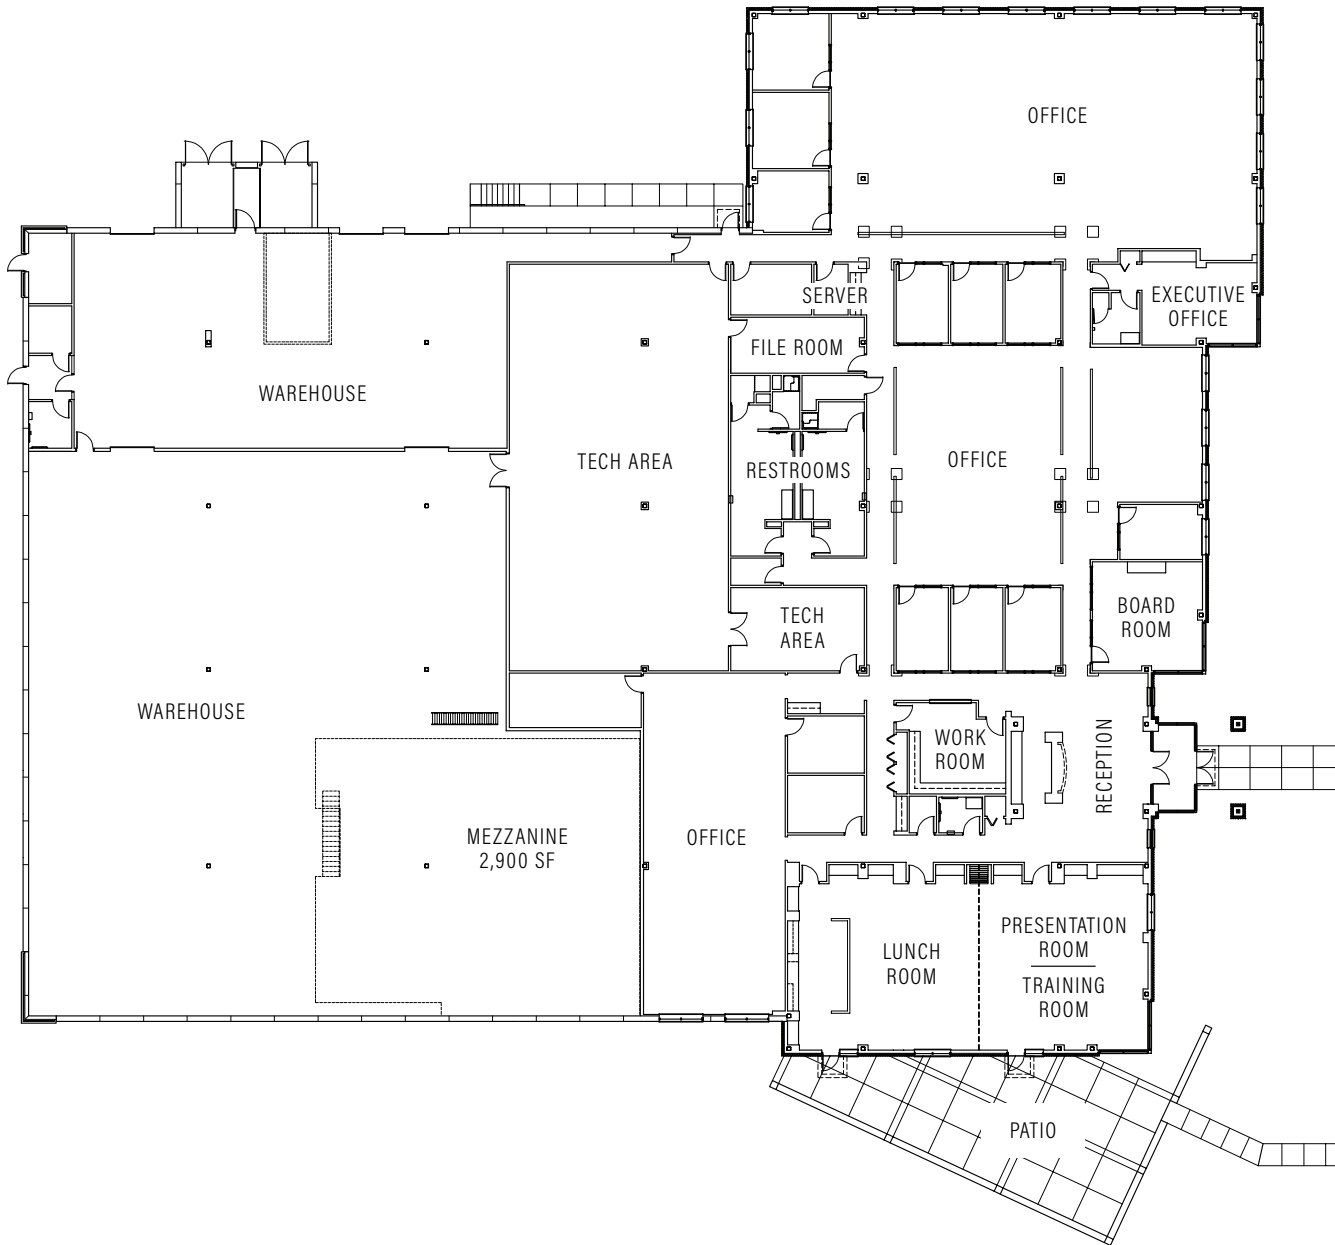 OFFICE
SERVER
EXECUTIVE
OFFICE
FILE ROOM
WAREHOUSE
TECH AREA
RESTROOMS
OFFICE
TECH
AREA
BOARD
ROOM
WAREHOUSE
WORK
ROOM
RECEPTION
MEZZANINE
2,900 SF
OFFICE
LUNCH
ROOM
PRESENTATION
ROOM
TRAINING
ROOM
PATIO